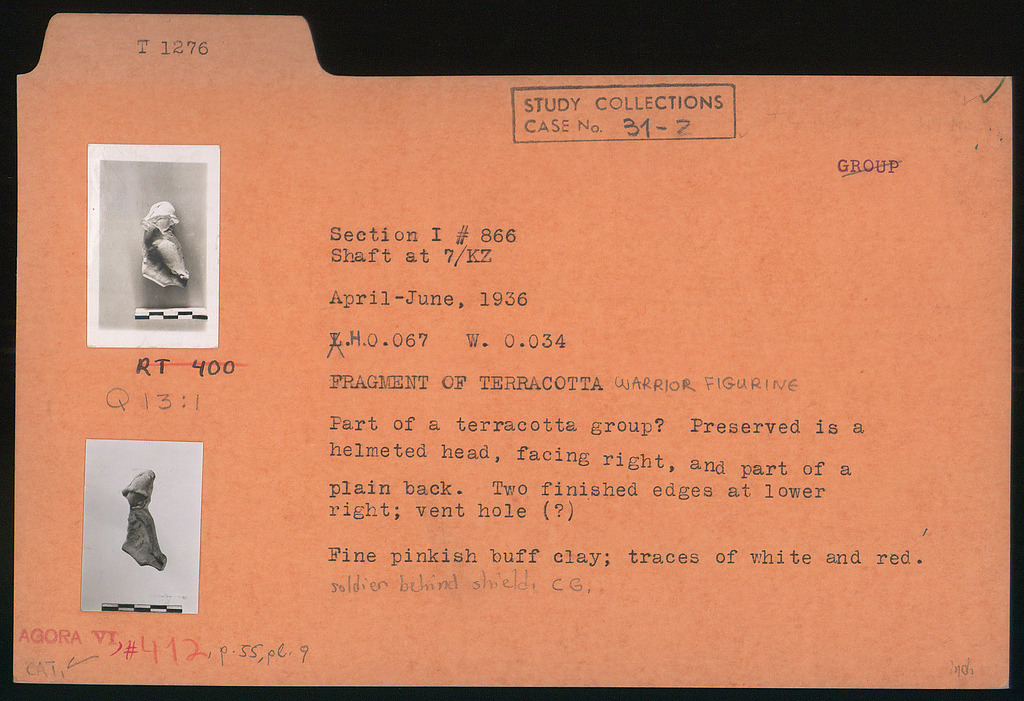 T 1276
STUDY COLLECTIONS
CASE No. 31-2
GROUP
Section I # 866
Shaft at 7/KZ
April-June, 1936
H.0.067 W. 0.034
FRAGMENT OF TERRACOTTA WARRIOR FIGURINE
Part of a terracotta group? Preserved is a
helmeted head, facing right, and part of a
plain back. Two finished edges at lower
right; vent hole (?)
Fine pinkish buff clay; traces of white and red.
soldier behind shield, CG.
RT 400
Q 13:1
AGORA VI, #412, p.55, pl. 9
CAT.